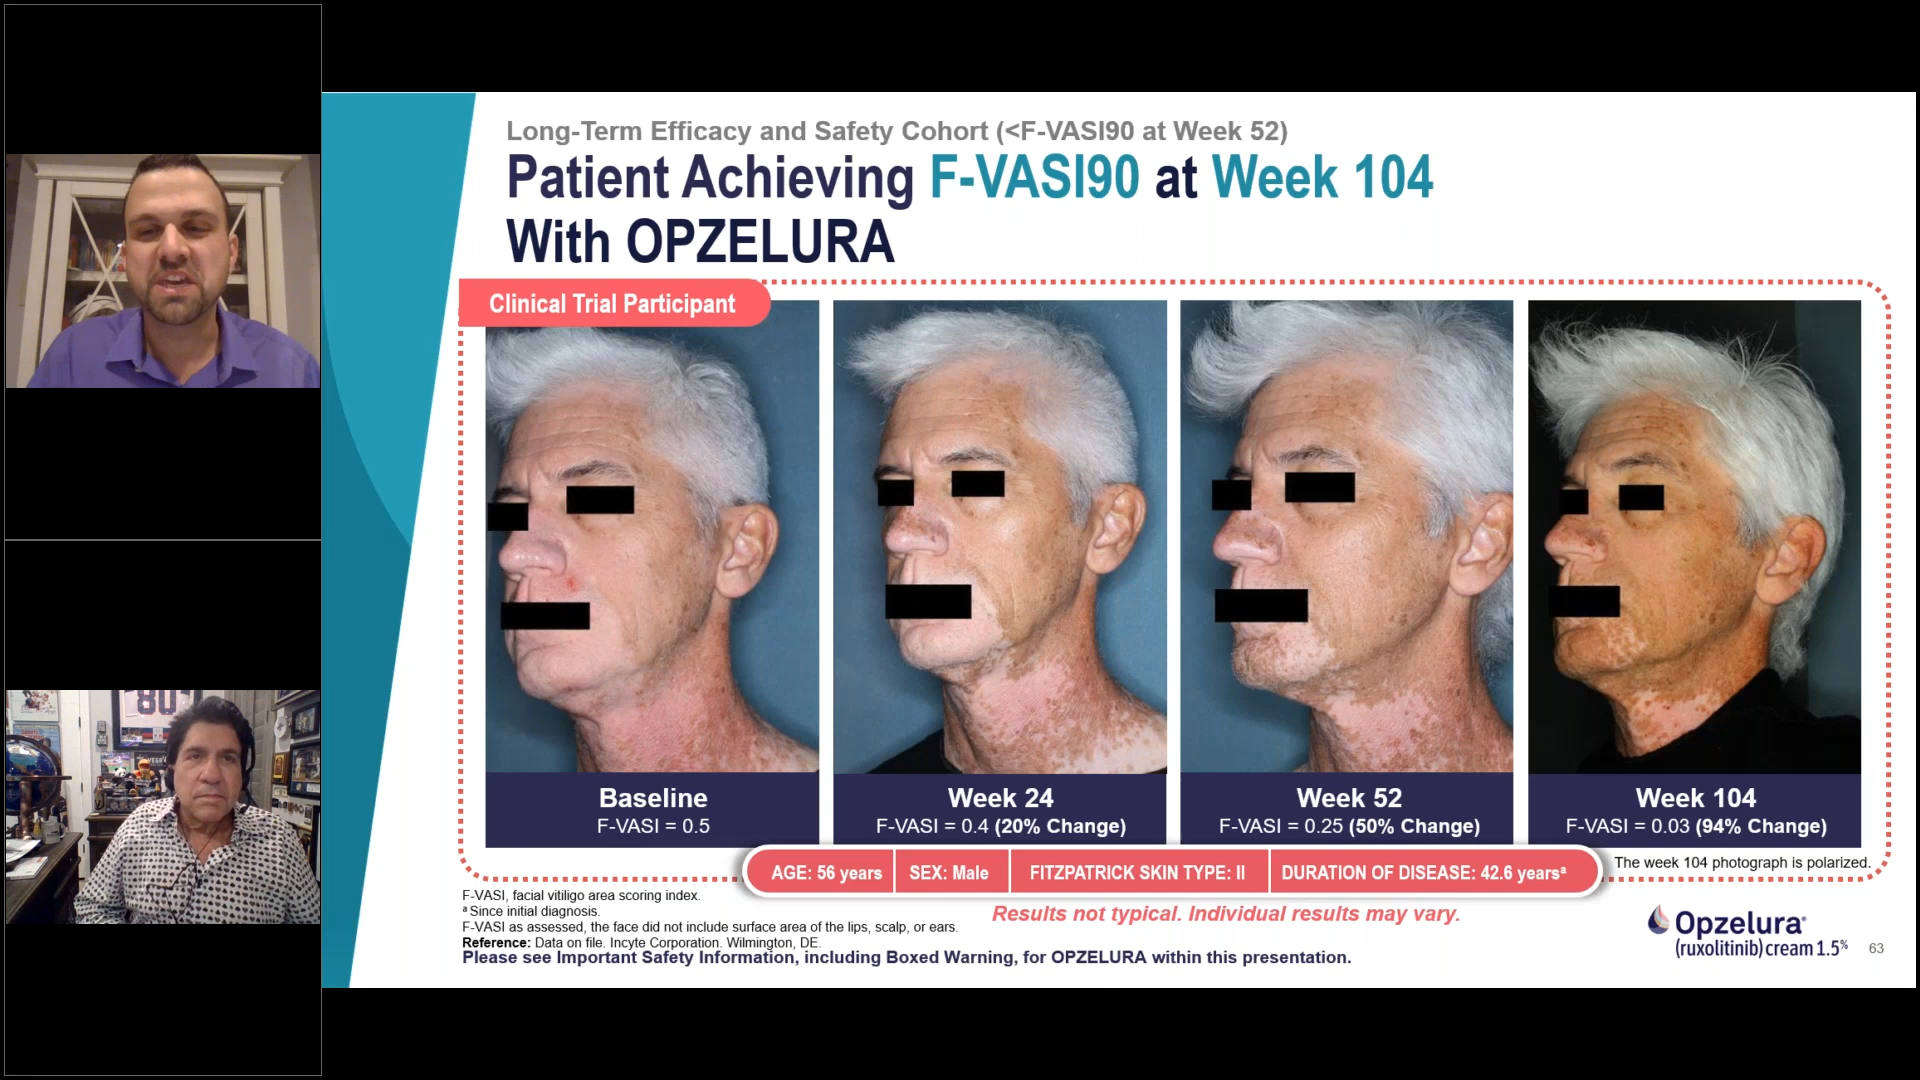 Long-Term Efficacy and Safety Cohort (<F-VASI90 at Week 52)
Patient Achieving F-VASI90 at Week 104
With OPZELURA
Clinical Trial Participant
Baseline
F-VASI = 0.5
Week 24
F-VASI = 0.4 (20% Change)
Week 52
F-VASI = 0.25 (50% Change)
Week 104
F-VASI = 0.03 (94% Change)
AGE: 56 years
SEX: Male
FITZPATRICK SKIN TYPE: II
DURATION OF DISEASE: 42.6 yearsª
The week 104 photograph is polarized.
F-VASI, facial vitiligo area scoring index.
ª Since initial diagnosis.
F-VASI as assessed, the face did not include surface area of the lips, scalp, or ears.
Reference: Data on file. Incyte Corporation. Wilmington, DE.
Results not typical. Individual results may vary.
Please see Important Safety Information, including Boxed Warning, for OPZELURA within this presentation.
Opzelura®
(ruxolitinib) cream 1.5%
63
807